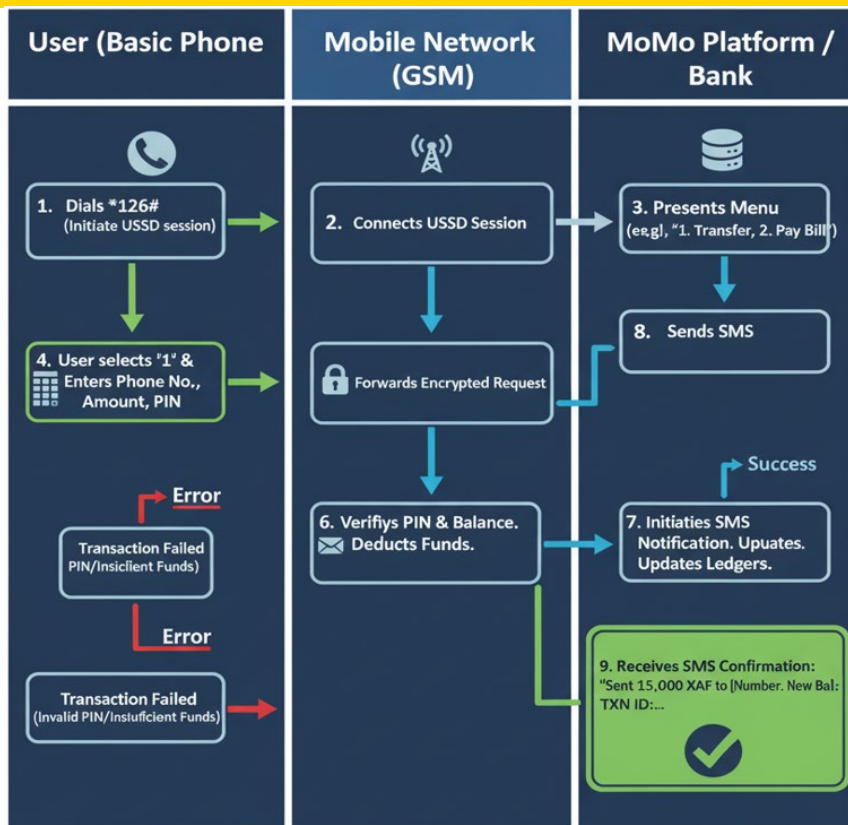 User (Basic Phone
Mobile Network
(GSM)
MoMo Platform /
Bank
1. Dials *126#
(Initiate USSD session)
2. Connects USSD Session
3. Presents Menu
(eę.g], "1. Transfer, 2. Pay Bill")
4. User selects "1" &
Enters Phone No.,
Amount, PIN
Forwards Encrypted Request
8. Sends SMS
Error
Transaction Failed
PIN/Insiclient Funds)
Error
Transaction Failed
(Invalid PIN/Insluflicient Funds)
6. Verifiys PIN & Balance.
Deducts Funds.
Success
7. Initiaties SMS
Notification. Upuates.
Updates Ledgers.
9. Receives SMS Confirmation:
"Sent 15,000 XAF to [Number. New Bal:
TXN ID:...